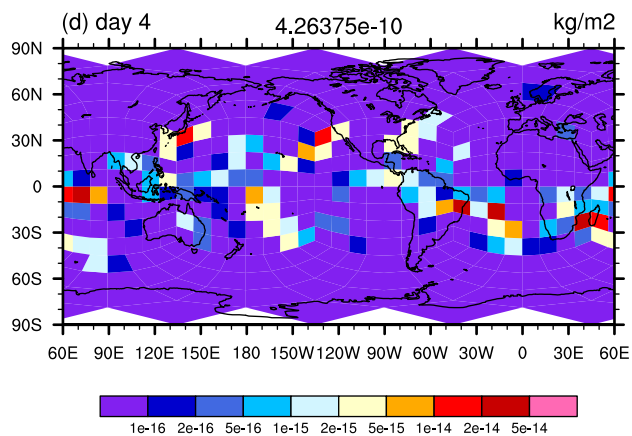 (d) day 4 4.26375e-10 kg/m2
90N
60N
30N
0
30S
60S
90S
60E 90E 120E 150E 180 150W 120W 90W 60W 30W 0 30E 60E
1e-16 2e-16 5e-16 1e-15 2e-15 5e-15 1e-14 2e-14 5e-14